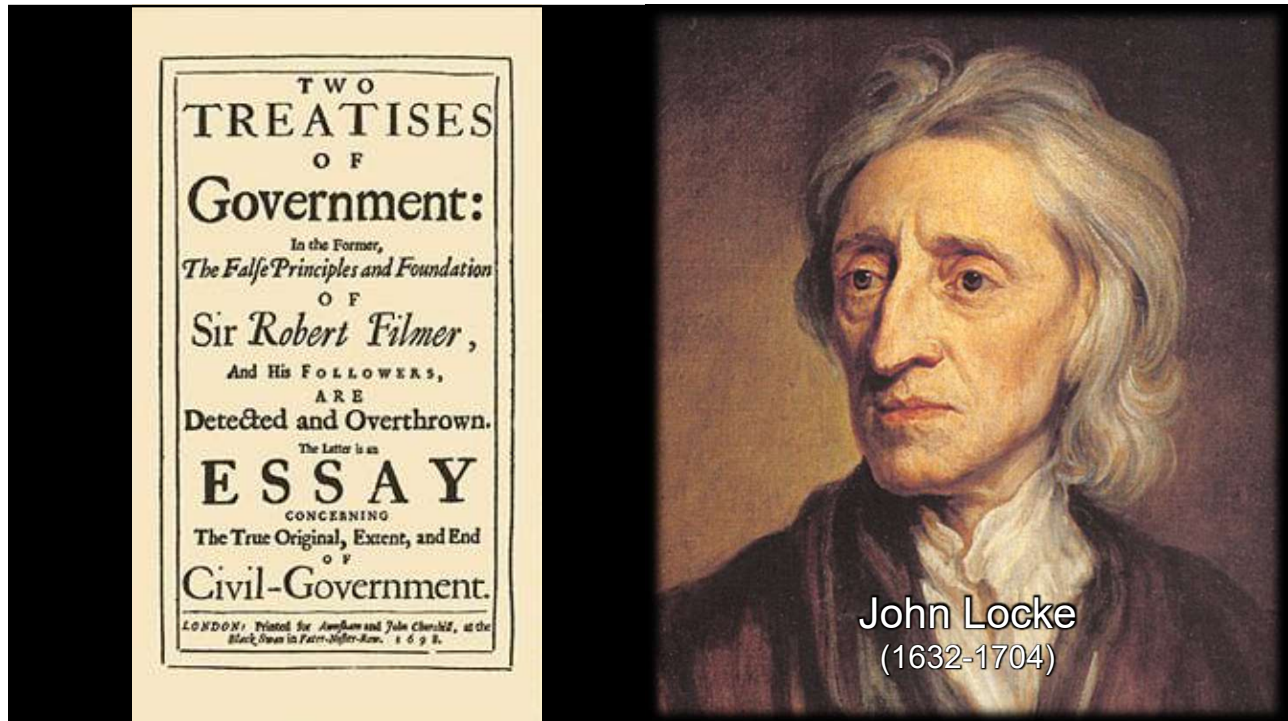 TWO
TREATISES
OF
Government:
In the Former,
The Falſe Principles and Foundation
OF
Sir Robert Filmer,
And His FOLLOWERS,
ARE
Detected and Overthrown.
The Latter is an
ESSAY
CONCERNING
The True Original, Extent, and End
OF
Civil-Government.
LONDON: Printed for Awnſham and John Churchill, at the
Black Swan in Pater-Noſter-Row. 1698.
John Locke
(1632-1704)